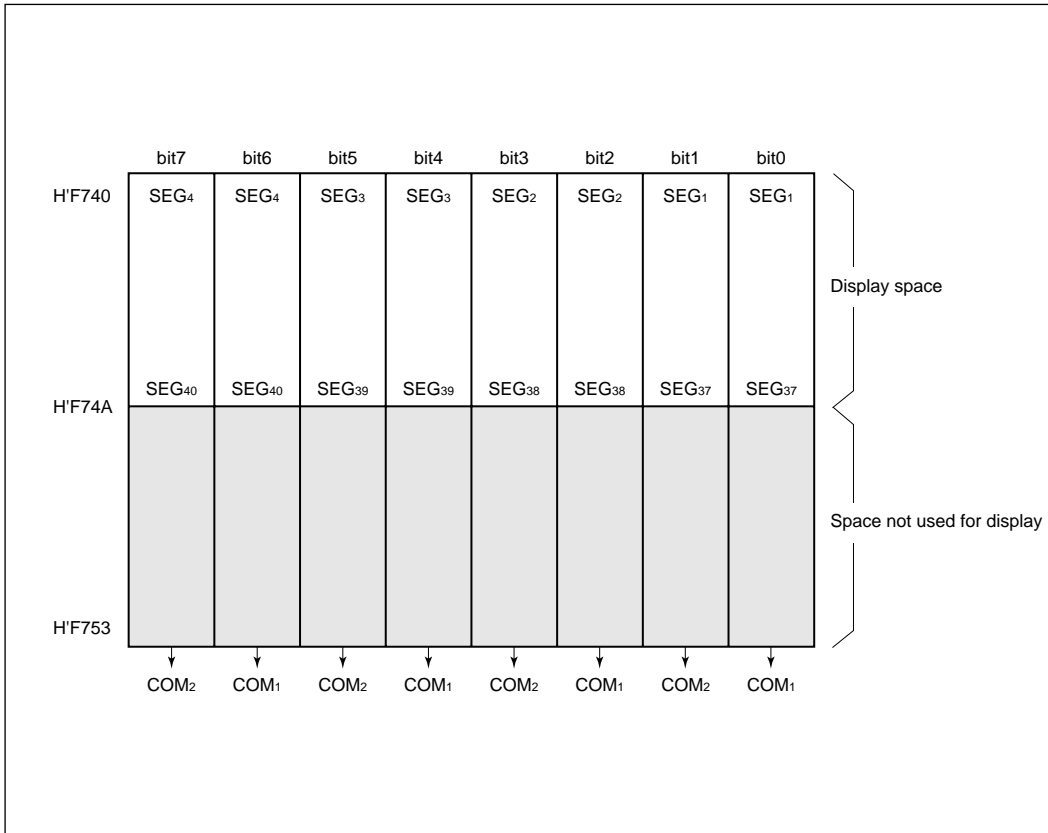 bit7 bit6 bit5 bit4 bit3 bit2 bit1 bit0
H'F740 SEG4 SEG4 SEG3 SEG3 SEG2 SEG2 SEG1 SEG1
Display space
SEG40 SEG40 SEG39 SEG39 SEG38 SEG38 SEG37 SEG37
H'F74A
Space not used for display
H'F753
COM2 COM1 COM2 COM1 COM2 COM1 COM2 COM1